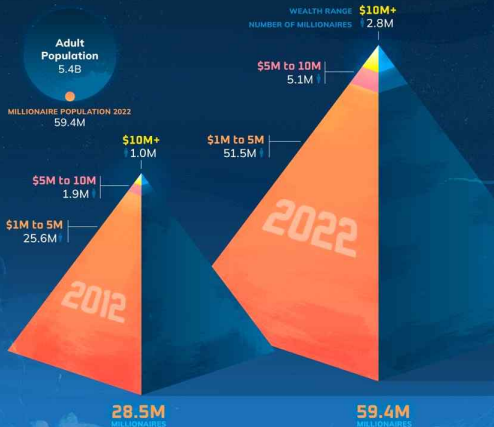 WEALTH RANGE $10M+
NUMBER OF MILLIONAIRES 2.8M
Adult
Population
5.4B
MILLIONAIRE POPULATION 2022
59.4M
$5M to 10M
5.1M
$1M to 5M
51.5M
2022
$10M+
1.0M
$5M to 10M
1.9M
$1M to 5M
25.6M
2012
28.5M
MILLIONAIRES
59.4M
MILLIONAIRES